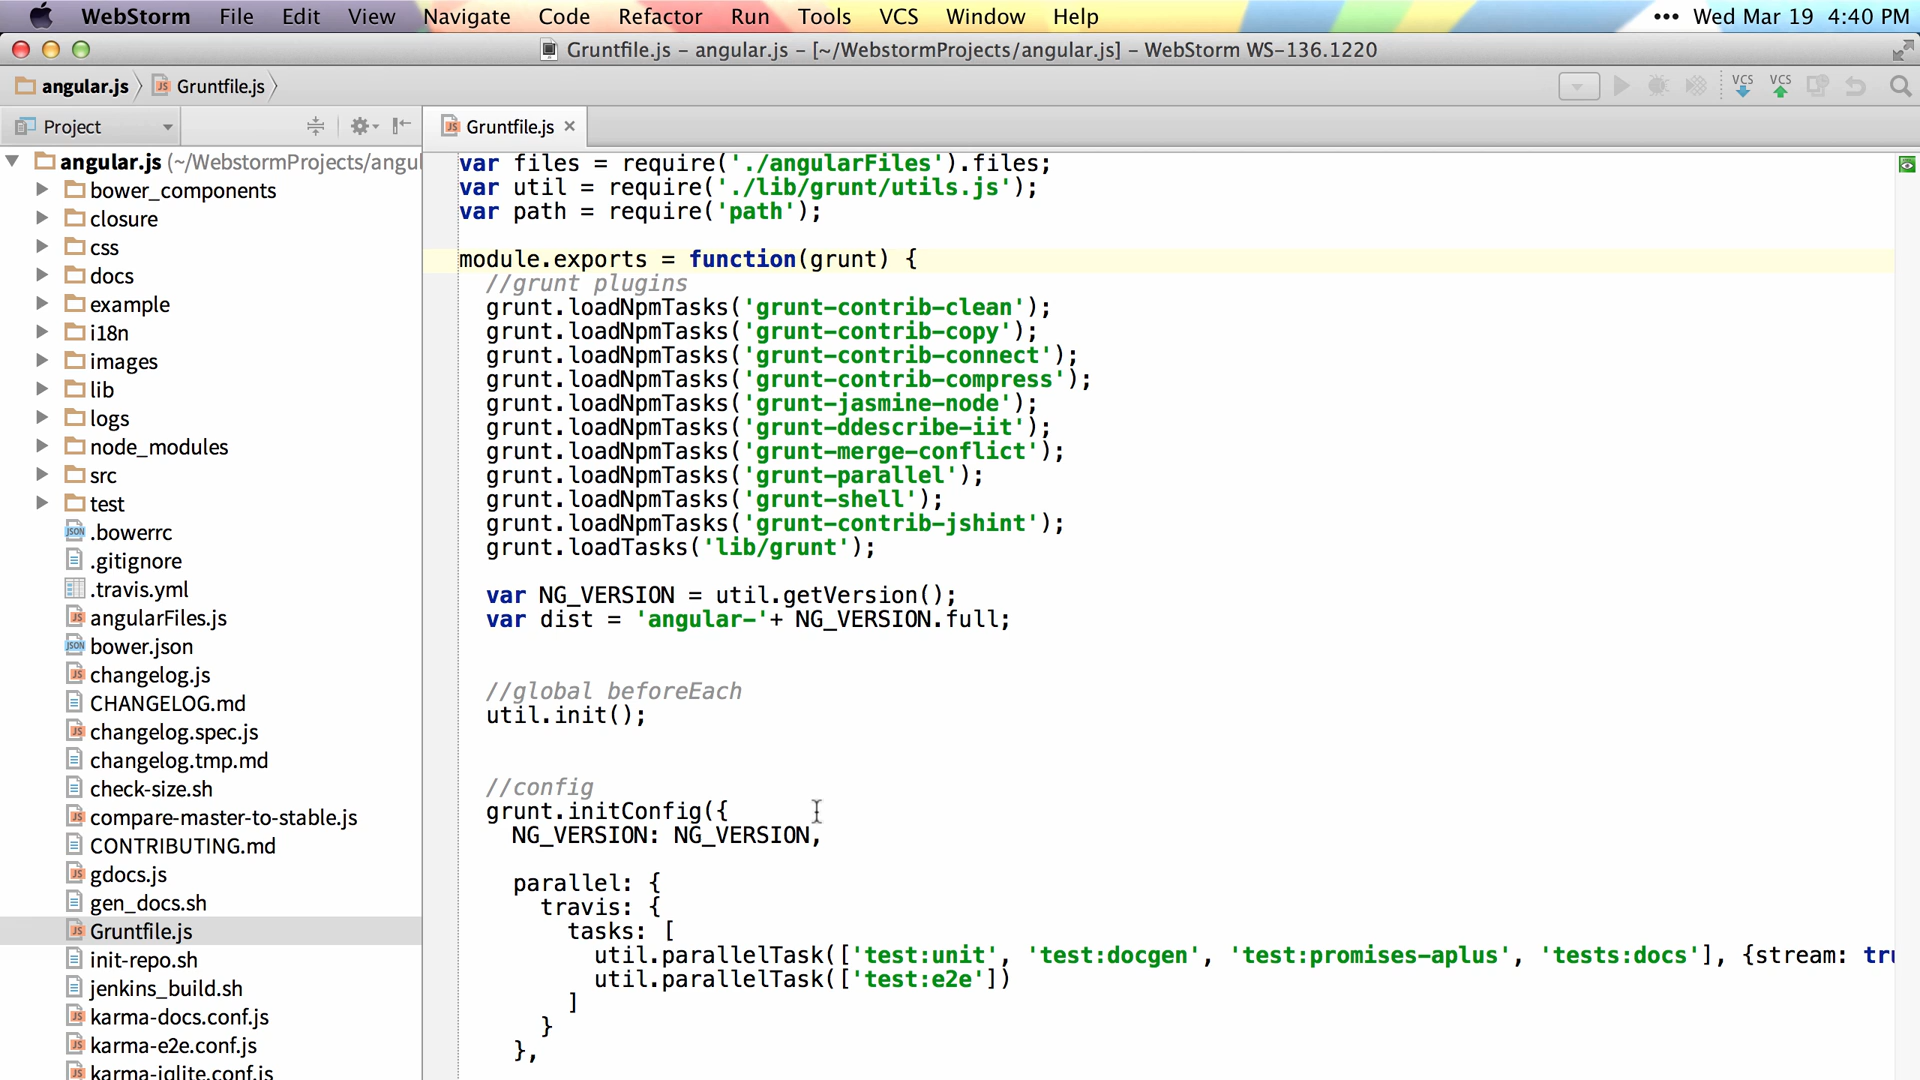 WebStorm File Edit View Navigate Code Refactor Run Tools VCS Window Help ••• Wed Mar 19 4:40 PM
Gruntfile.js – angular.js – [~/WebstormProjects/angular.js] – WebStorm WS-136.1220
angular.js Gruntfile.js VCS VCS
Project
Gruntfile.js
angular.js (~/WebstormProjects/angul
bower_components
closure
css
docs
example
i18n
images
lib
logs
node_modules
src
test
.bowerrc
.gitignore
.travis.yml
angularFiles.js
bower.json
changelog.js
CHANGELOG.md
changelog.spec.js
changelog.tmp.md
check-size.sh
compare-master-to-stable.js
CONTRIBUTING.md
gdocs.js
gen_docs.sh
Gruntfile.js
init-repo.sh
jenkins_build.sh
karma-docs.conf.js
karma-e2e.conf.js
karma-jqlite.conf.js
var files = require('./angularFiles').files;
var util = require('./lib/grunt/utils.js');
var path = require('path');
module.exports = function(grunt) {
//grunt plugins
grunt.loadNpmTasks('grunt-contrib-clean');
grunt.loadNpmTasks('grunt-contrib-copy');
grunt.loadNpmTasks('grunt-contrib-connect');
grunt.loadNpmTasks('grunt-contrib-compress');
grunt.loadNpmTasks('grunt-jasmine-node');
grunt.loadNpmTasks('grunt-ddescribe-iit');
grunt.loadNpmTasks('grunt-merge-conflict');
grunt.loadNpmTasks('grunt-parallel');
grunt.loadNpmTasks('grunt-shell');
grunt.loadNpmTasks('grunt-contrib-jshint');
grunt.loadTasks('lib/grunt');
var NG_VERSION = util.getVersion();
var dist = 'angular-'+ NG_VERSION.full;
//global beforeEach
util.init();
//config
grunt.initConfig({
NG_VERSION: NG_VERSION,
parallel: {
travis: {
tasks: [
util.parallelTask(['test:unit', 'test:docgen', 'test:promises-aplus', 'tests:docs'], {stream: tru
util.parallelTask(['test:e2e'])
]
}
},